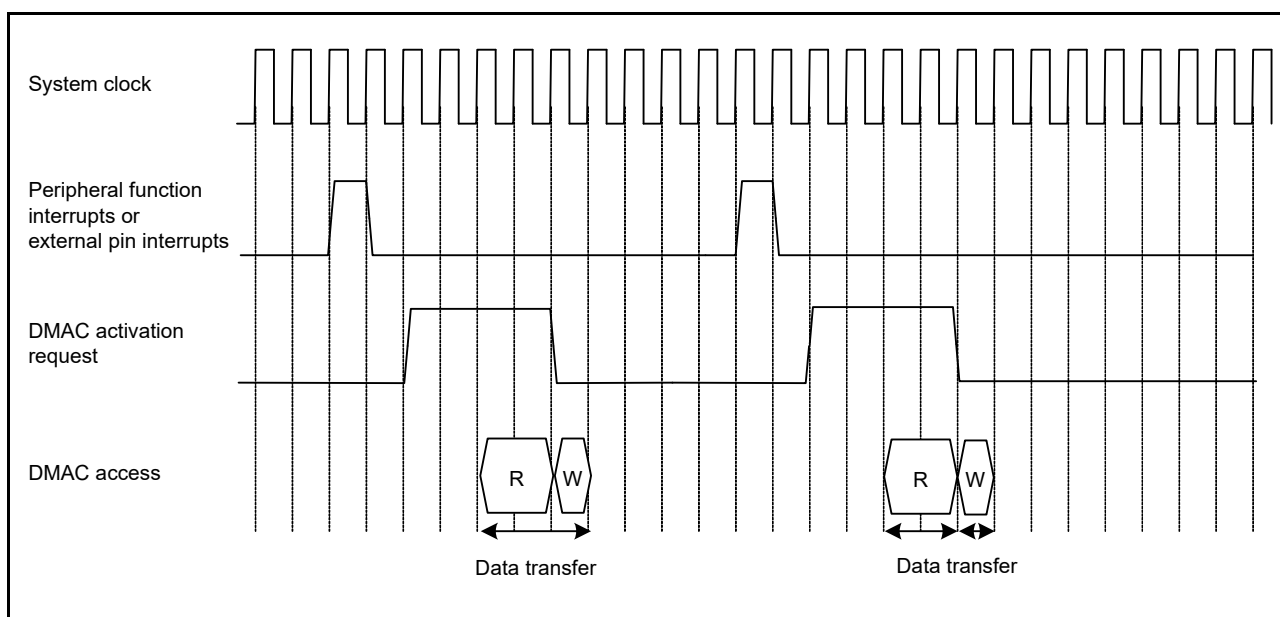 System clock
Peripheral function
interrupts or
external pin interrupts
DMAC activation
request
DMAC access
R
W
R
W
Data transfer
Data transfer